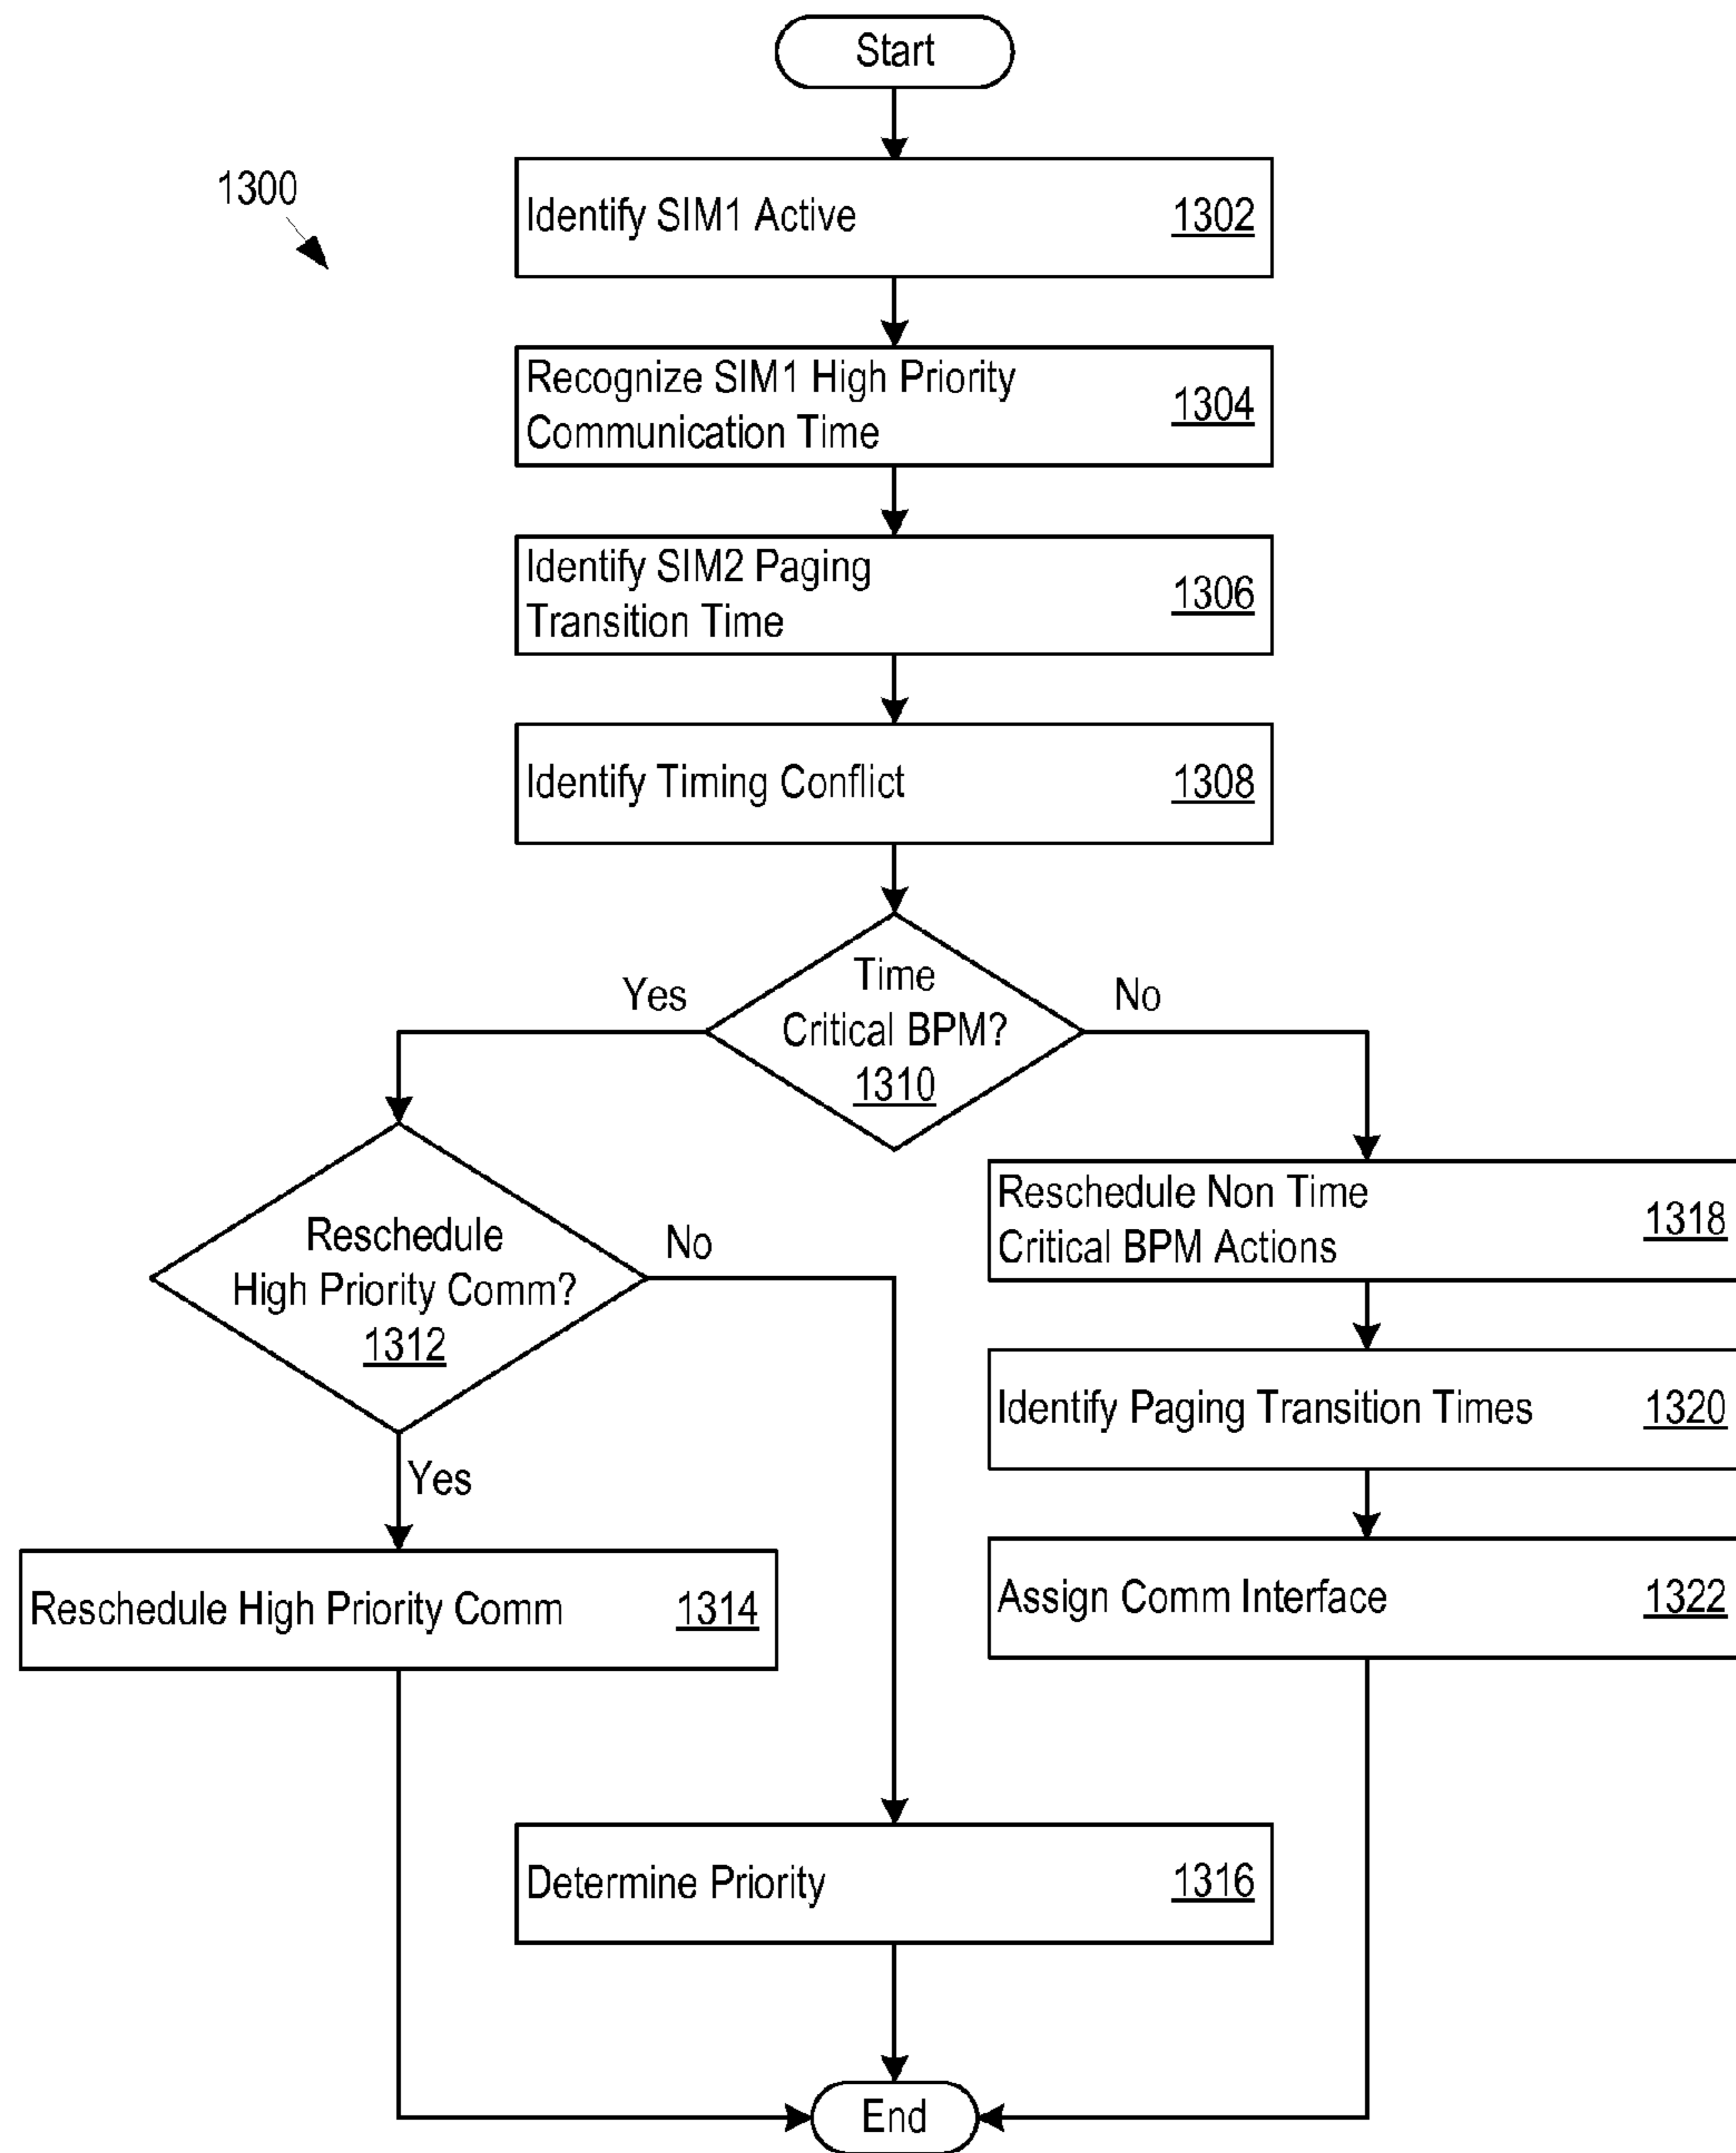 Start
1300
Identify SIM1 Active 1302
Recognize SIM1 High Priority
Communication Time 1304
Identify SIM2 Paging
Transition Time 1306
Identify Timing Conflict 1308
Time
Critical BPM?
1310
Yes
No
Reschedule
High Priority Comm?
1312
No
Yes
Reschedule Non Time
Critical BPM Actions 1318
Identify Paging Transition Times 1320
Assign Comm Interface 1322
Reschedule High Priority Comm 1314
Determine Priority 1316
End